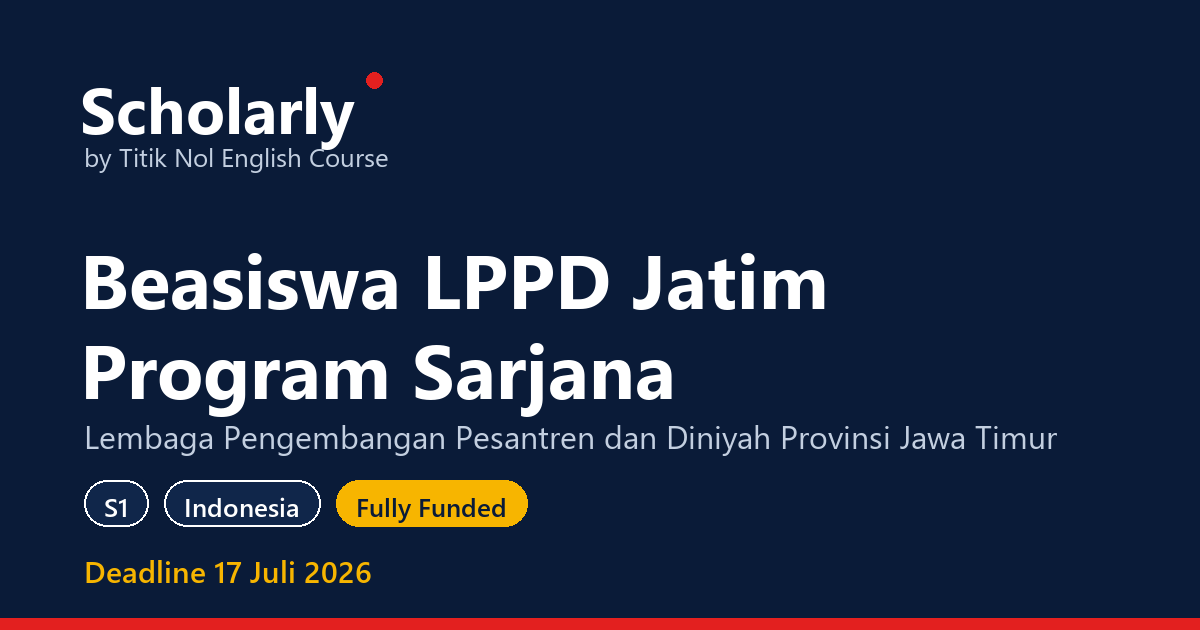 Scholarly
by Titik Nol English Course
Beasiswa LPPD Jatim
Program Sarjana
Lembaga Pengembangan Pesantren dan Diniyah Provinsi Jawa Timur
S1
Indonesia
Fully Funded
Deadline 17 Juli 2026